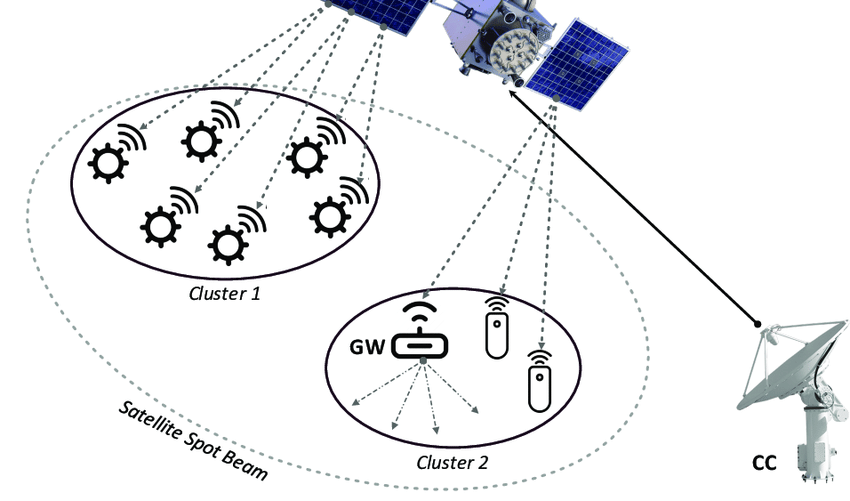 Cluster 1
GW
Cluster 2
Satellite Spot Beam
CC